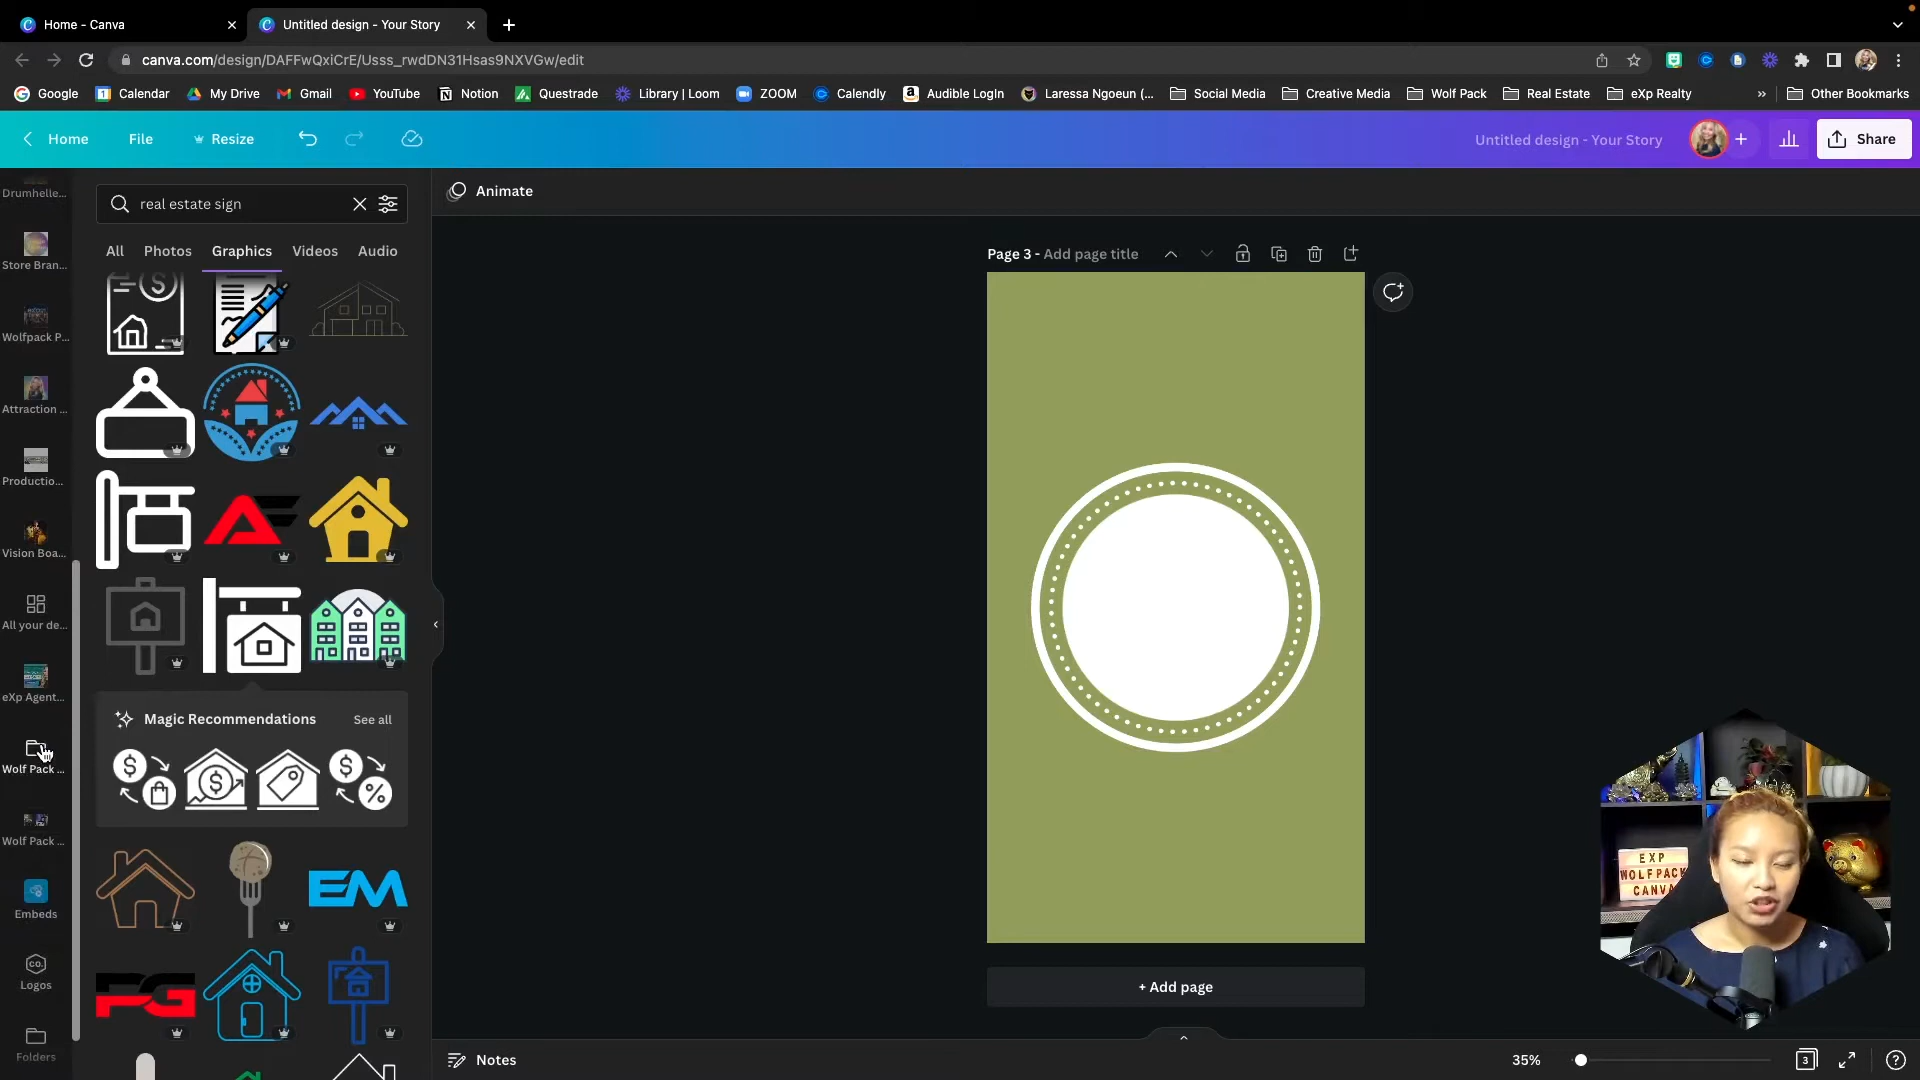 Home - Canva
Untitled design - Your Story
canva.com/design/DAFFwQxiCrE/Usss_rwdDN31Hsas9NXVGw/edit
Google
Calendar
My Drive
Gmail
YouTube
Notion
Questrade
Library | Loom
ZOOM
Calendly
Audible LogIn
Laressa Ngoeun (...
Social Media
Creative Media
Wolf Pack
Real Estate
eXp Realty
»
Other Bookmarks
Home
File
Resize
Untitled design - Your Story
Share
Drumhelle...
Store Bran...
Wolfpack P...
Attraction ...
Productio...
Vision Boa...
All your de...
eXp Agent...
Wolf Pack ...
Wolf Pack ...
Embeds
CO.
Logos
Folders
real estate sign
All
Photos
Graphics
Videos
Audio
Magic Recommendations
See all
EM
Animate
Page 3 - Add page title
+ Add page
Notes
35%
3
EXP
WOLFPACK
CANVA